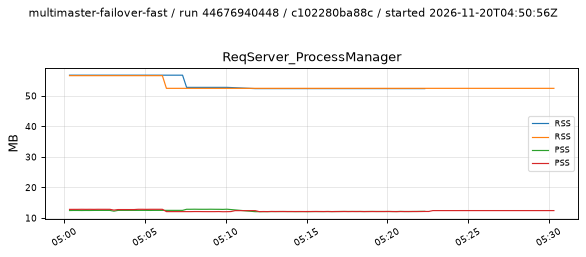 multimaster-failover-fast / run 44676940448 / c102280ba88c / started 2026-11-20T04:50:56Z
ReqServer_ProcessManager
MB
50
40
30
20
10
RSS
RSS
PSS
PSS
05:00
05:05
05:10
05:15
05:20
05:25
05:30